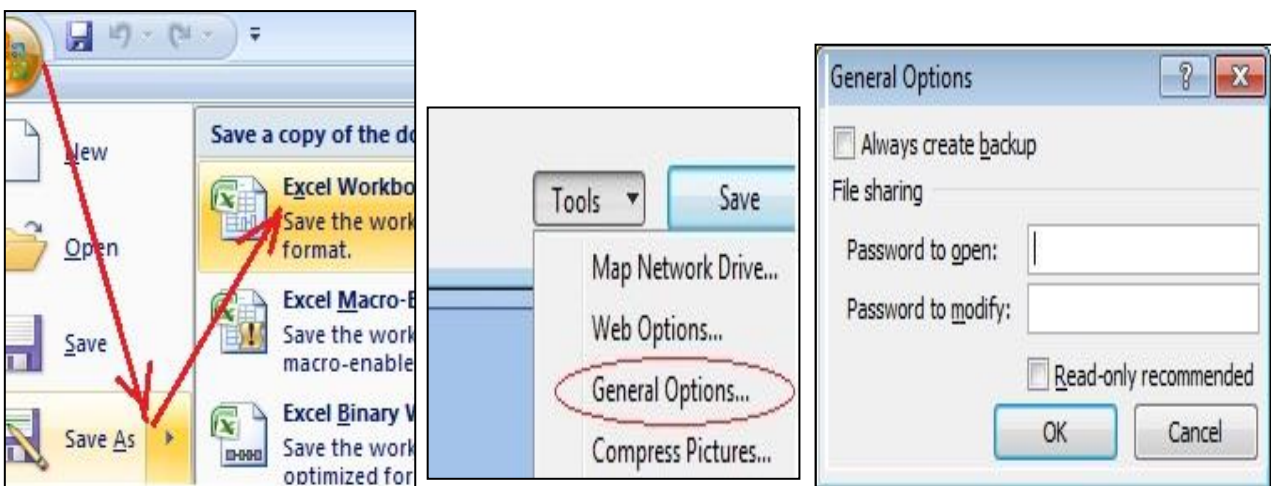 New
Open
Save
Save As
Save a copy of the do
Excel Workbo
Save the work
format.
Excel Macro-E
Save the work
macro-enable
Excel Binary W
Save the work
optimized for
Tools
Save
Map Network Drive...
Web Options...
General Options...
Compress Pictures...
General Options
Always create backup
File sharing
Password to open:
Password to modify:
Read-only recommended
OK Cancel